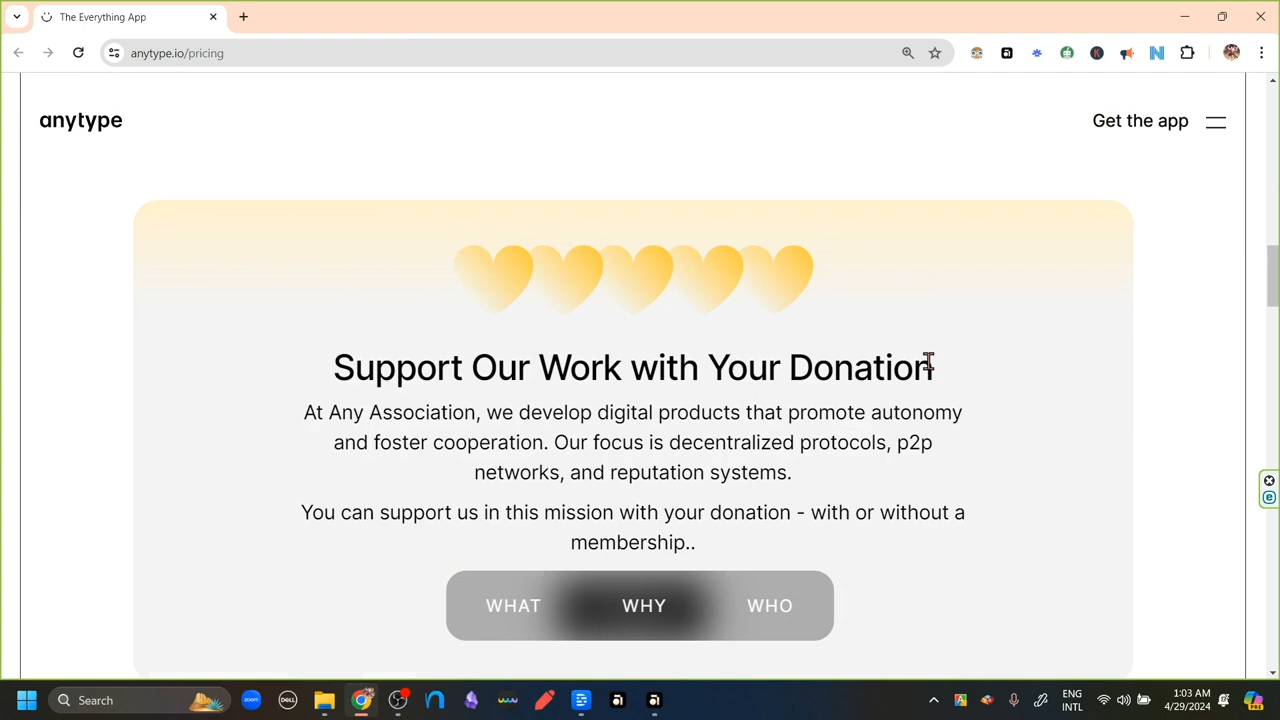 The Everything App
anytype.io/pricing
anytype
Get the app
Support Our Work with Your Donation
At Any Association, we develop digital products that promote autonomy
and foster cooperation. Our focus is decentralized protocols, p2p
networks, and reputation systems.
You can support us in this mission with your donation - with or without a
membership..
WHAT
WHY
WHO
Search
zoom
DELL
ENG
INTL
1:03 AM
4/29/2024